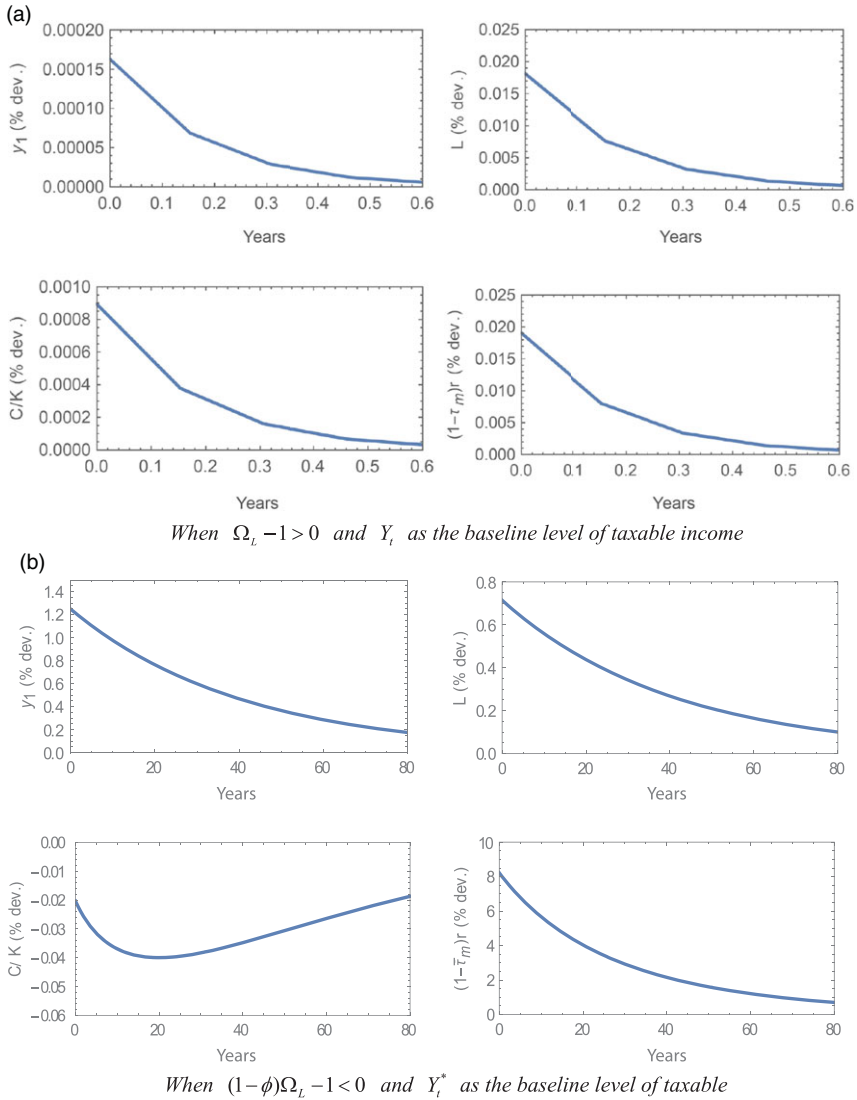 (a)
y1 (% dev.)
0.00020
0.00015
0.00010
0.00005
0.00000
0.0 0.1 0.2 0.3 0.4 0.5 0.6
Years
L (% dev.)
0.025
0.020
0.015
0.010
0.005
0.000
0.0 0.1 0.2 0.3 0.4 0.5 0.6
Years
C/K (% dev.)
0.0010
0.0008
0.0006
0.0004
0.0002
0.0000
0.0 0.1 0.2 0.3 0.4 0.5 0.6
Years
(1−τm)r (% dev.)
0.025
0.020
0.015
0.010
0.005
0.000
0.0 0.1 0.2 0.3 0.4 0.5 0.6
Years
When Ω_L −1 > 0 and Y_t as the baseline level of taxable income
(b)
y1 (% dev.)
1.4
1.2
1.0
0.8
0.6
0.4
0.2
0.0
0 20 40 60 80
Years
L (% dev.)
0.8
0.6
0.4
0.2
0.0
0 20 40 60 80
Years
C/ K (% dev.)
0.00
−0.01
−0.02
−0.03
−0.04
−0.05
−0.06
0 20 40 60 80
Years
(1−τ̄m)r (% dev.)
10
8
6
4
2
0
0 20 40 60 80
Years
When (1−ϕ)Ω_L −1 < 0 and Y_t^* as the baseline level of taxable